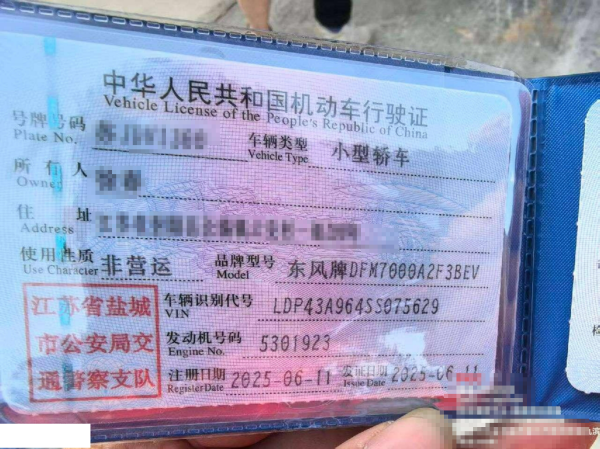 中华人民共和国机动车行驶证
Vehicle License of the People's Republic of China
号牌号码 车辆类型 小型轿车
Plate No. Vehicle Type
所有人
Owner
住址
Address
使用性质 非营运 品牌型号 东风牌DFM7000A2F3BEV
Use Character Model
江苏省盐城
市公安局交
通警察支队
车辆识别代号 LDP43A964SS075629
VIN
发动机号码 5301923
Engine No.
注册日期 2025-06-11 发证日期 2025-06-11
Register Date Issue Date